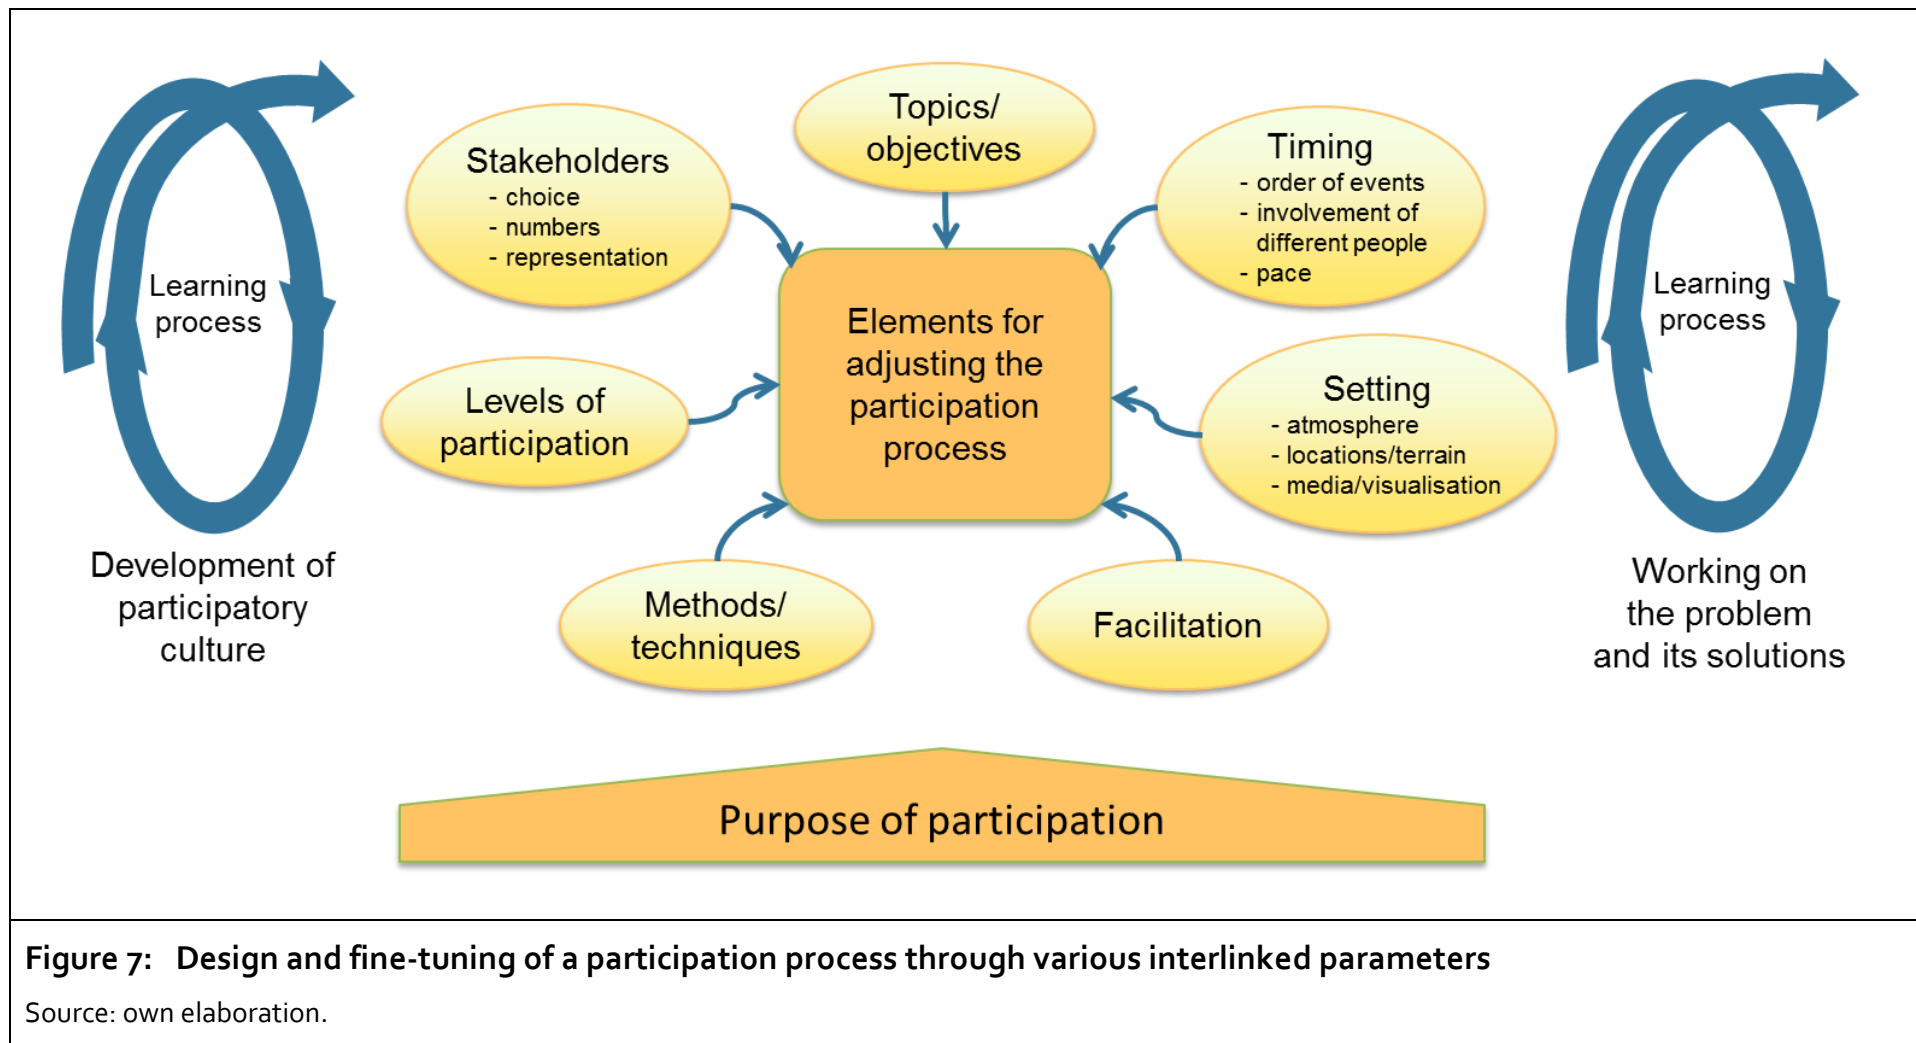 Learning
process
Development of
participatory
culture
Stakeholders
- choice
- numbers
- representation
Topics/
objectives
Timing
- order of events
- involvement of
different people
- pace
Levels of
participation
Elements for
adjusting the
participation
process
Setting
- atmosphere
- locations/terrain
- media/visualisation
Methods/
techniques
Facilitation
Learning
process
Working on
the problem
and its solutions
Purpose of participation
Figure 7: Design and fine-tuning of a participation process through various interlinked parameters
Source: own elaboration.